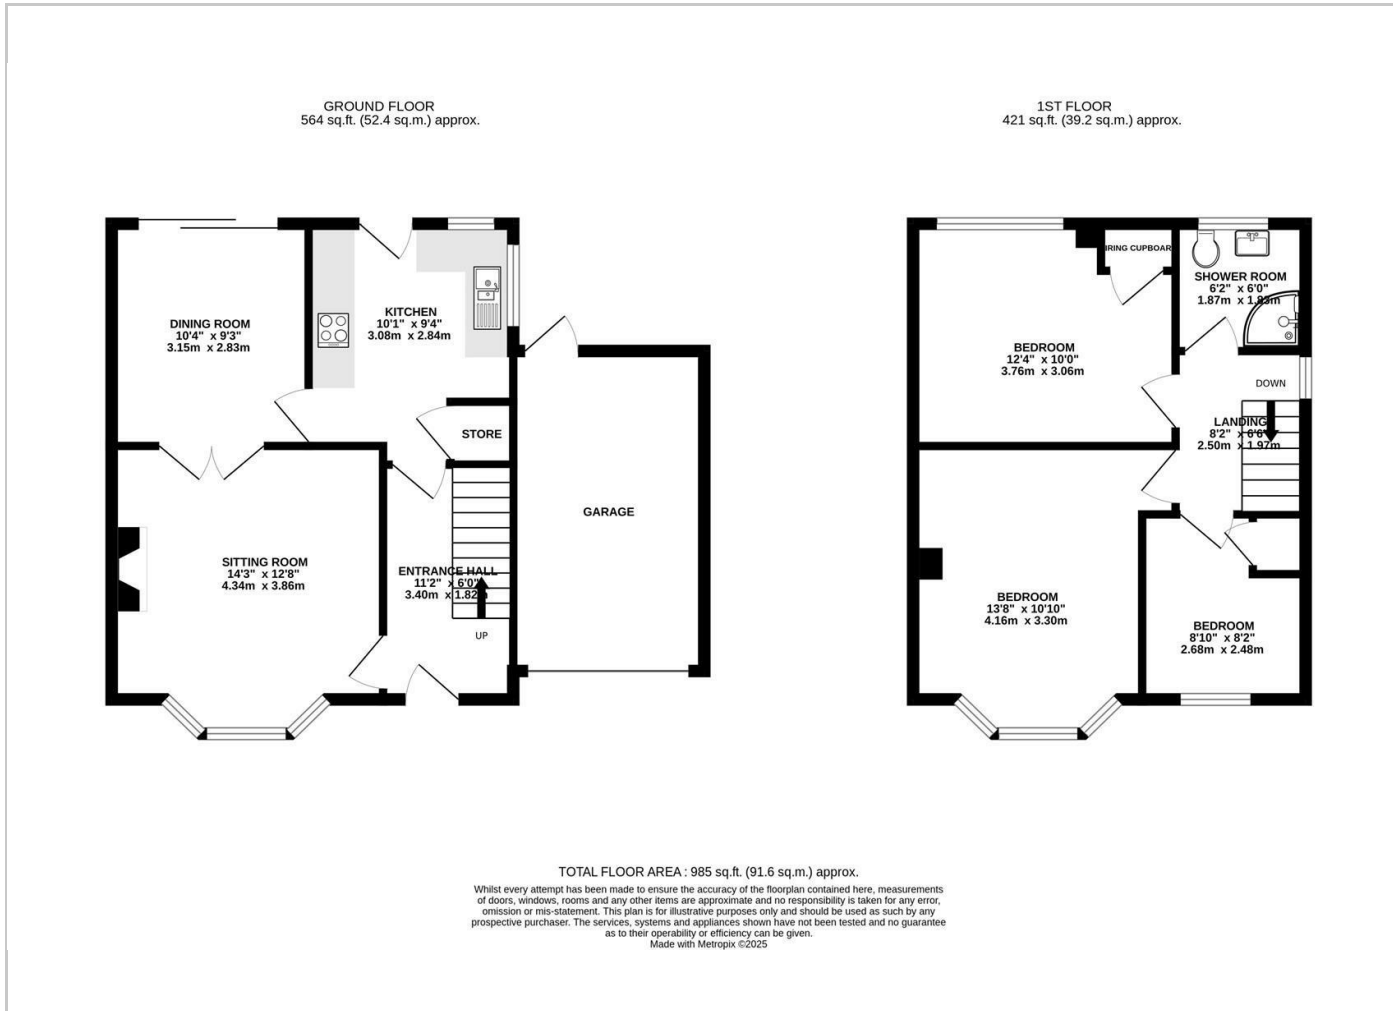 GROUND FLOOR
564 sq.ft. (52.4 sq.m.) approx.
1ST FLOOR
421 sq.ft. (39.2 sq.m.) approx.
DINING ROOM
10'4" x 9'3"
3.15m x 2.83m
KITCHEN
10'1" x 9'4"
3.08m x 2.84m
STORE
SITTING ROOM
14'3" x 12'8"
4.34m x 3.86m
ENTRANCE HALL
11'2" x 6'0"
3.40m x 1.82m
UP
GARAGE
BEDROOM
12'4" x 10'0"
3.76m x 3.06m
IRING CUPBOAR
SHOWER ROOM
6'2" x 6'0"
1.87m x 1.83m
DOWN
LANDING
8'2" x 6'6"
2.50m x 1.97m
BEDROOM
13'8" x 10'10"
4.16m x 3.30m
BEDROOM
8'10" x 8'2"
2.68m x 2.48m
TOTAL FLOOR AREA : 985 sq.ft. (91.6 sq.m.) approx.
Whilst every attempt has been made to ensure the accuracy of the floorplan contained here, measurements
of doors, windows, rooms and any other items are approximate and no responsibility is taken for any error,
omission or mis-statement. This plan is for illustrative purposes only and should be used as such by any
prospective purchaser. The services, systems and appliances shown have not been tested and no guarantee
as to their operability or efficiency can be given.
Made with Metropix ©2025